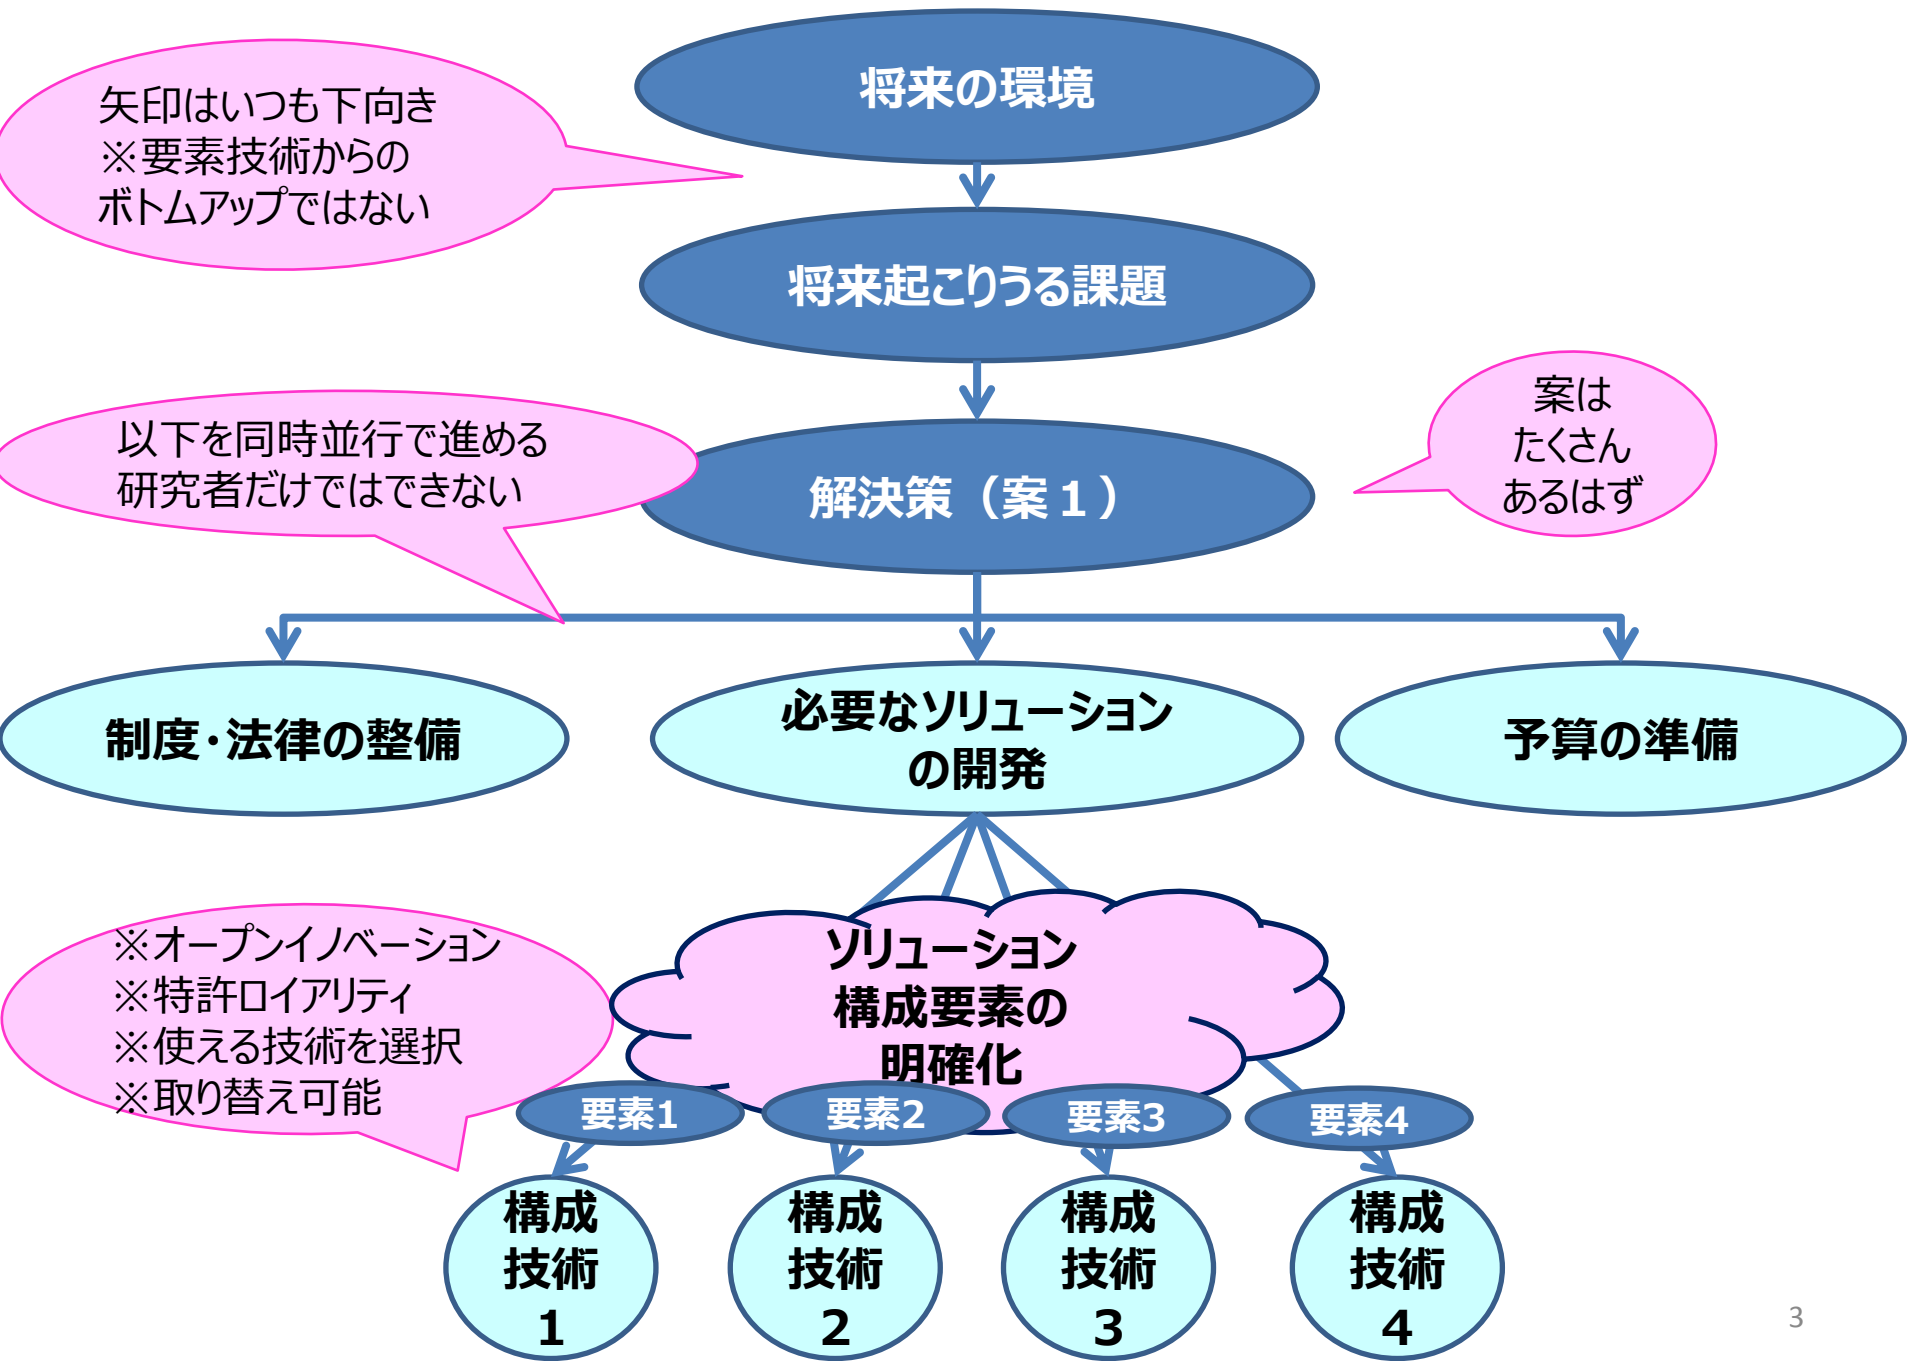 将来の環境
矢印はいつも下向き
※要素技術からの
ボトムアップではない
将来起こりうる課題
案は
たくさん
あるはず
以下を同時並行で進める
研究者だけではできない
解決策（案１）
制度・法律の整備
必要なソリューション
の開発
予算の準備
※オープンイノベーション
※特許ロイアリティ
※使える技術を選択
※取り替え可能
ソリューション
構成要素の
明確化
要素1
要素2
要素3
要素4
構成
技術
1
構成
技術
2
構成
技術
3
構成
技術
4
3